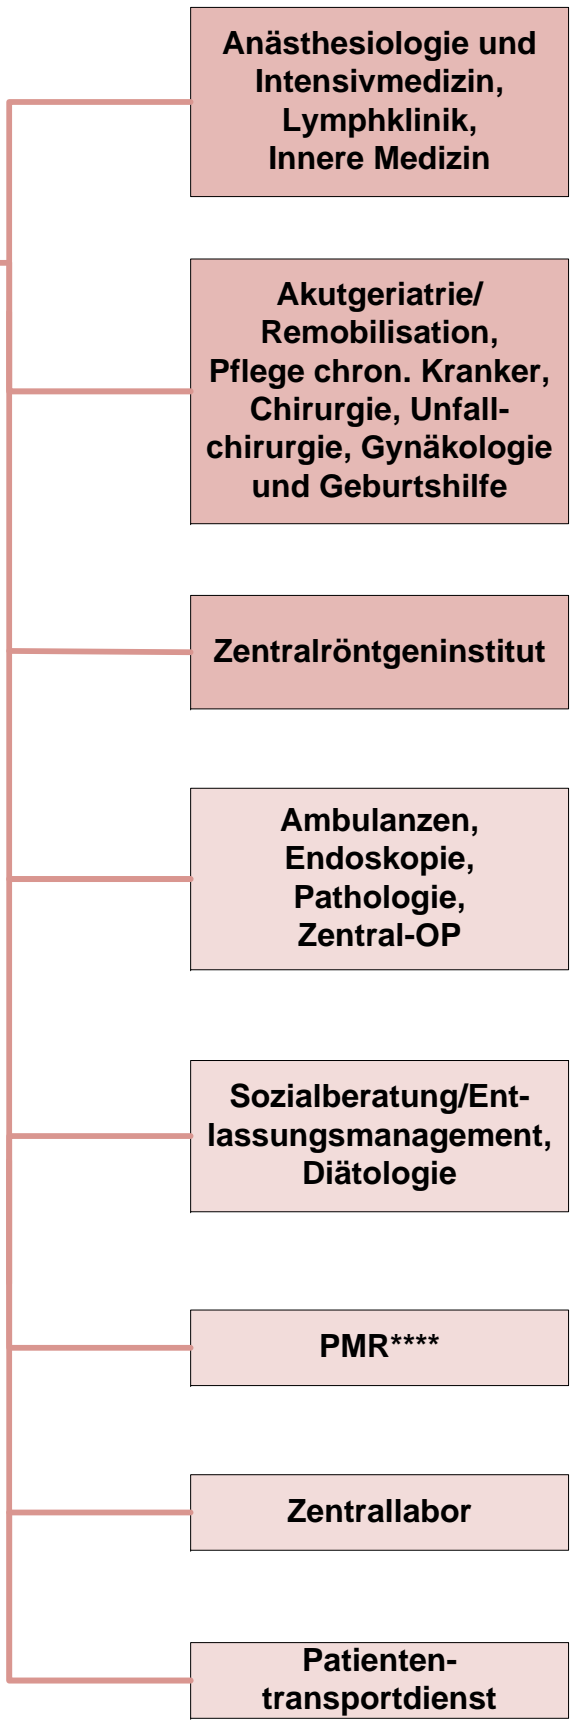 Anästhesiologie und
Intensivmedizin,
Lymphklinik,
Innere Medizin
Akutgeriatrie/
Remobilisation,
Pflege chron. Kranker,
Chirurgie, Unfall-
chirurgie, Gynäkologie
und Geburtshilfe
Zentralröntgeninstitut
Ambulanzen,
Endoskopie,
Pathologie,
Zentral-OP
Sozialberatung/Ent-
lassungsmanagement,
Diätologie
PMR****
Zentrallabor
Patienten-
transportdienst